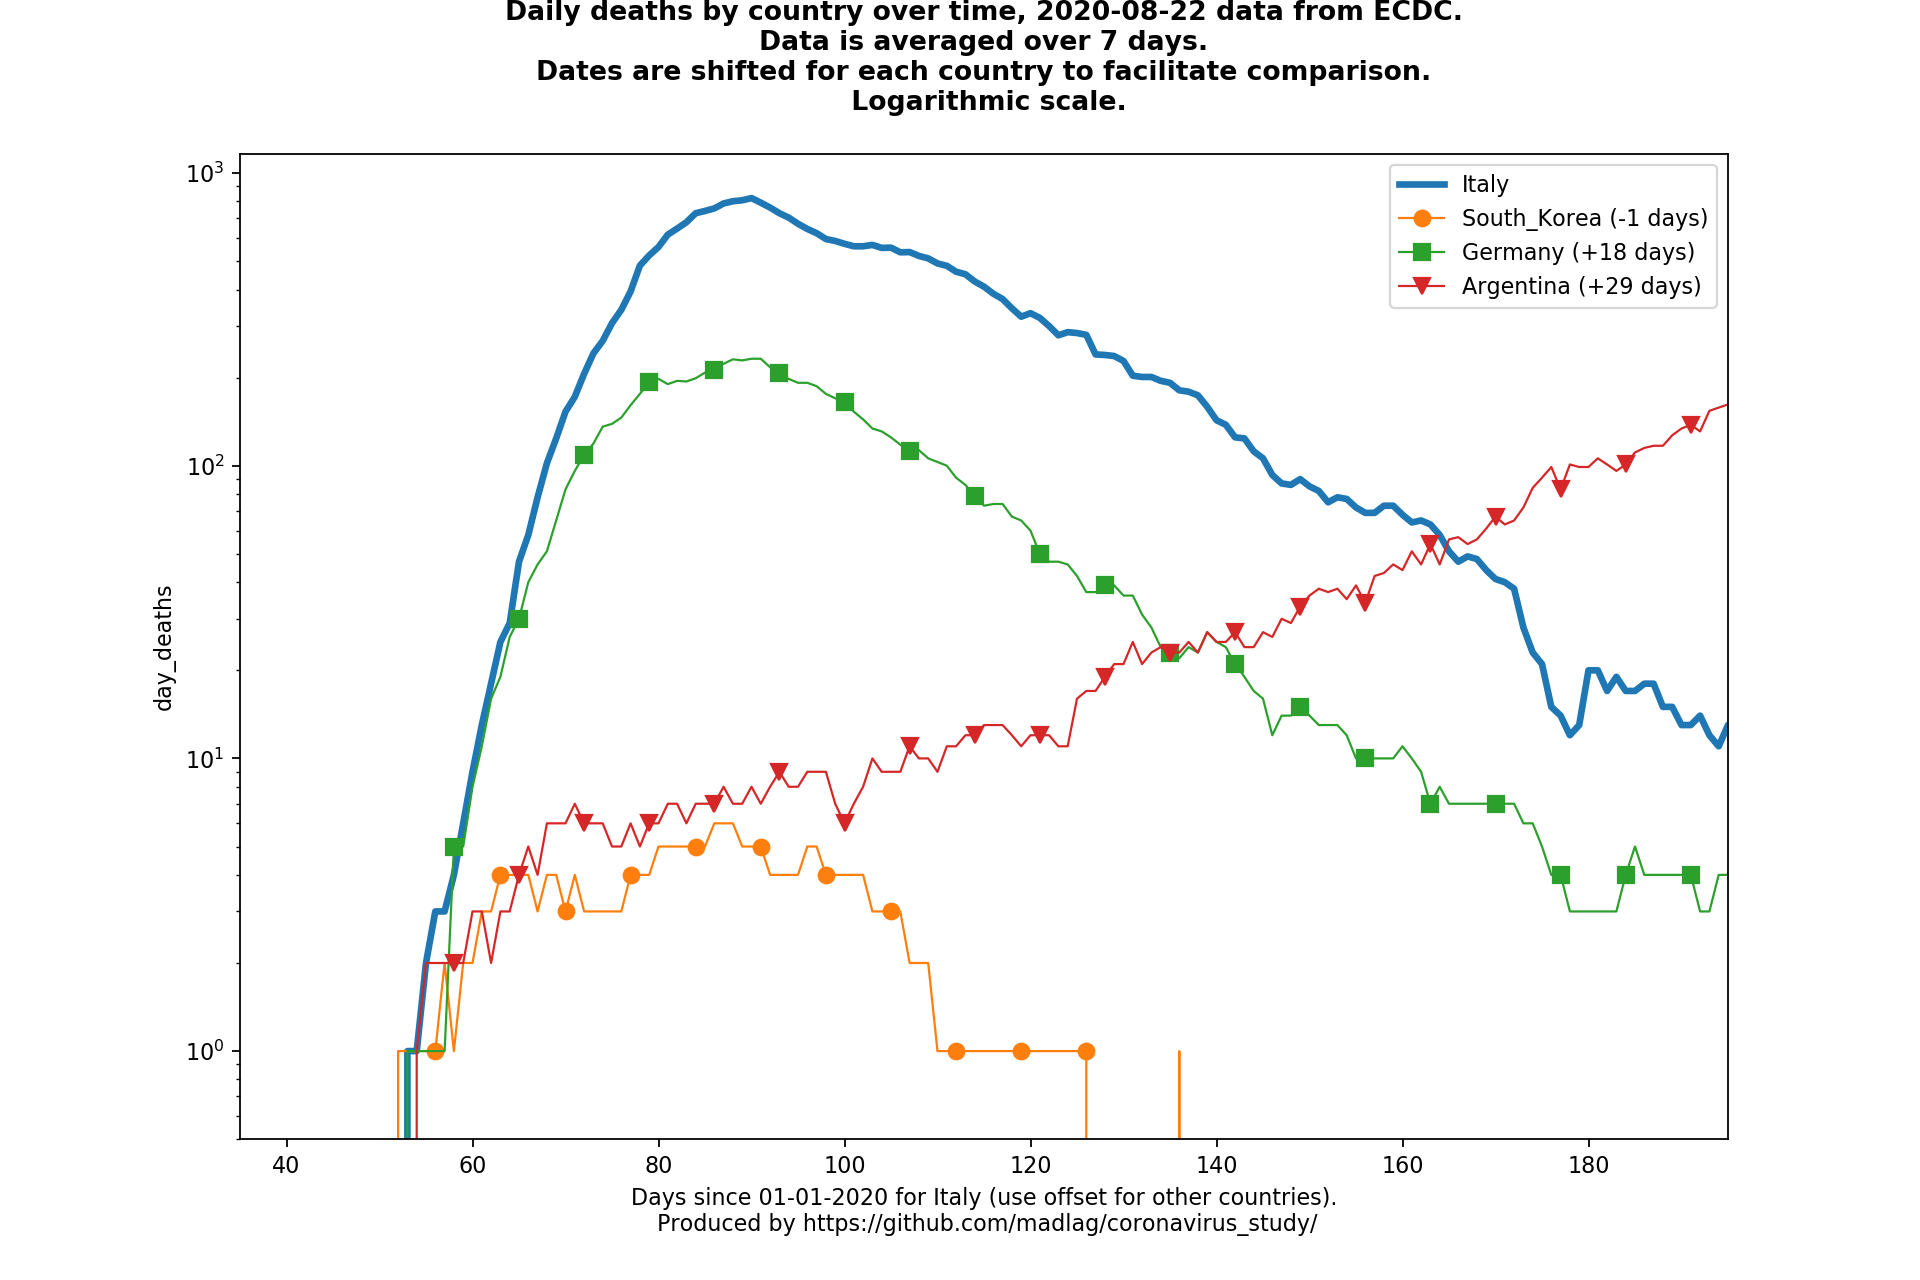 Daily deaths by country over time, 2020-08-22 data from ECDC.
Data is averaged over 7 days.
Dates are shifted for each country to facilitate comparison.
Logarithmic scale.
10³
10²
10¹
10⁰
day_deaths
Italy
South_Korea (-1 days)
Germany (+18 days)
Argentina (+29 days)
40 60 80 100 120 140 160 180
Days since 01-01-2020 for Italy (use offset for other countries).
Produced by https://github.com/madlag/coronavirus_study/